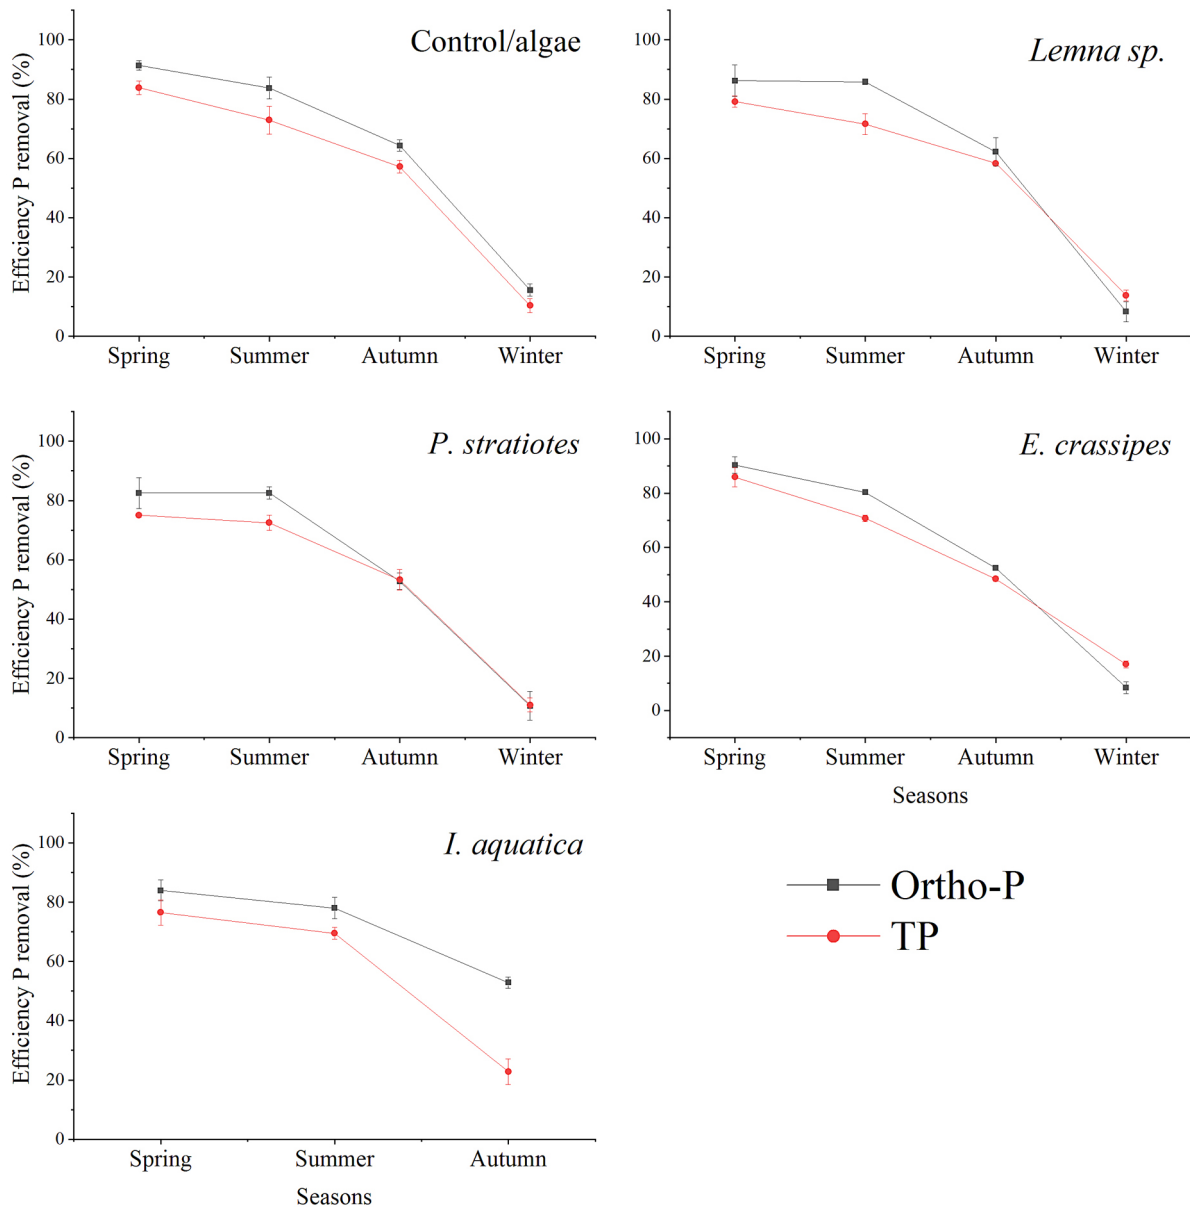 Control/algae
Efficiency P removal (%)
100
80
60
40
20
0
Spring Summer Autumn Winter
Lemna sp.
100
80
60
40
20
0
Spring Summer Autumn Winter
P. stratiotes
Efficiency P removal (%)
100
80
60
40
20
0
Spring Summer Autumn Winter
E. crassipes
100
80
60
40
20
0
Spring Summer Autumn Winter
Seasons
I. aquatica
Efficiency P removal (%)
100
80
60
40
20
0
Spring Summer Autumn
Seasons
Ortho-P
TP